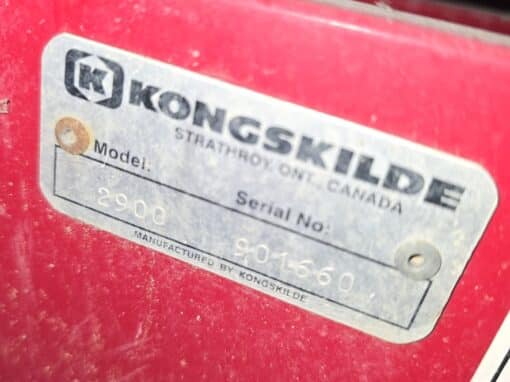 K KONGSKILDE
STRATHROY, ONT., CANADA
Model: Serial No:
2900 901660
MANUFACTURED BY KONGSKILDE